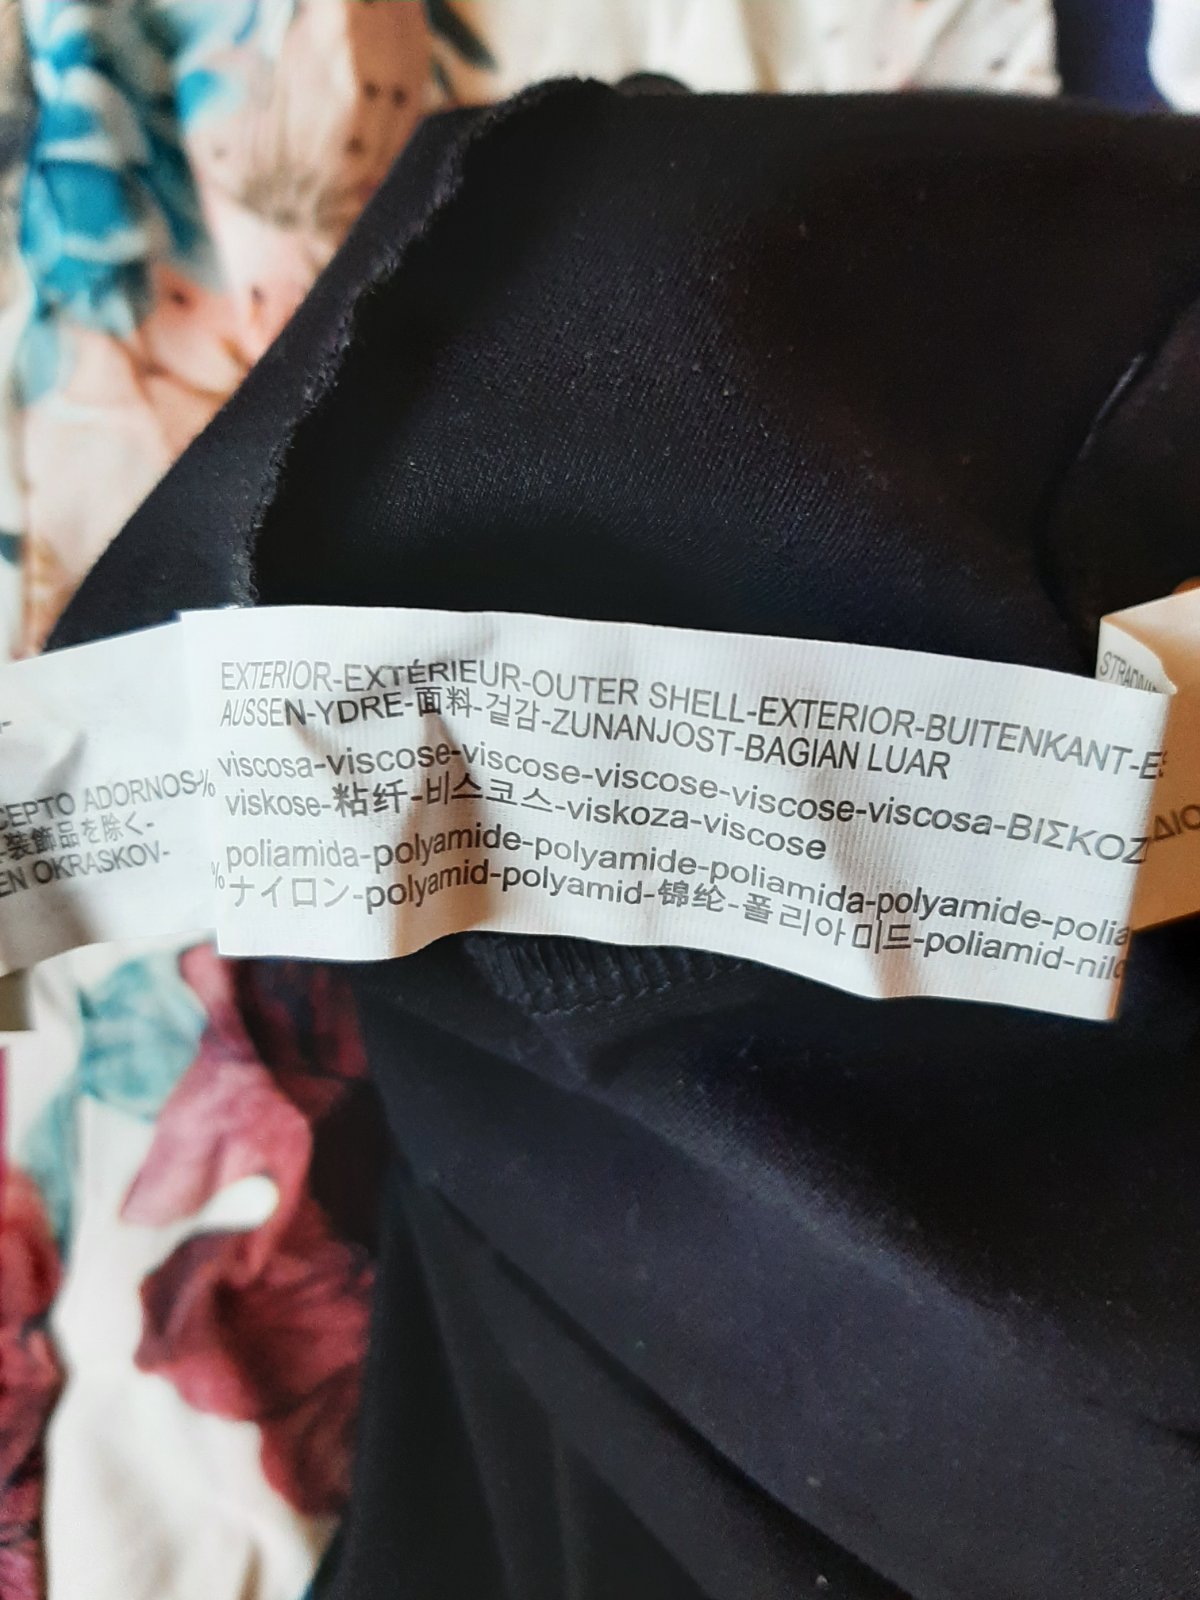 EXTERIOR-EXTÉRIEUR-OUTER SHELL-EXTERIOR-BUITENKANT-
AUSSEN-YDRE-面料-겉감-ZUNANJOST-BAGIAN LUAR
viscosa-viscose-viscose-viscose-viscose-viscosa-ΒΙΣΚΟΖ
viskose-粘纤-비스코스-viskoza-viscose
% poliamida-polyamide-polyamide-poliamida-polyamide-polia
ナイロン-polyamid-polyamid-锦纶-폴리아미드-poliamid-nilo
CEPTO ADORNOS-%
装飾品を除く-
EN OKRASKOV-